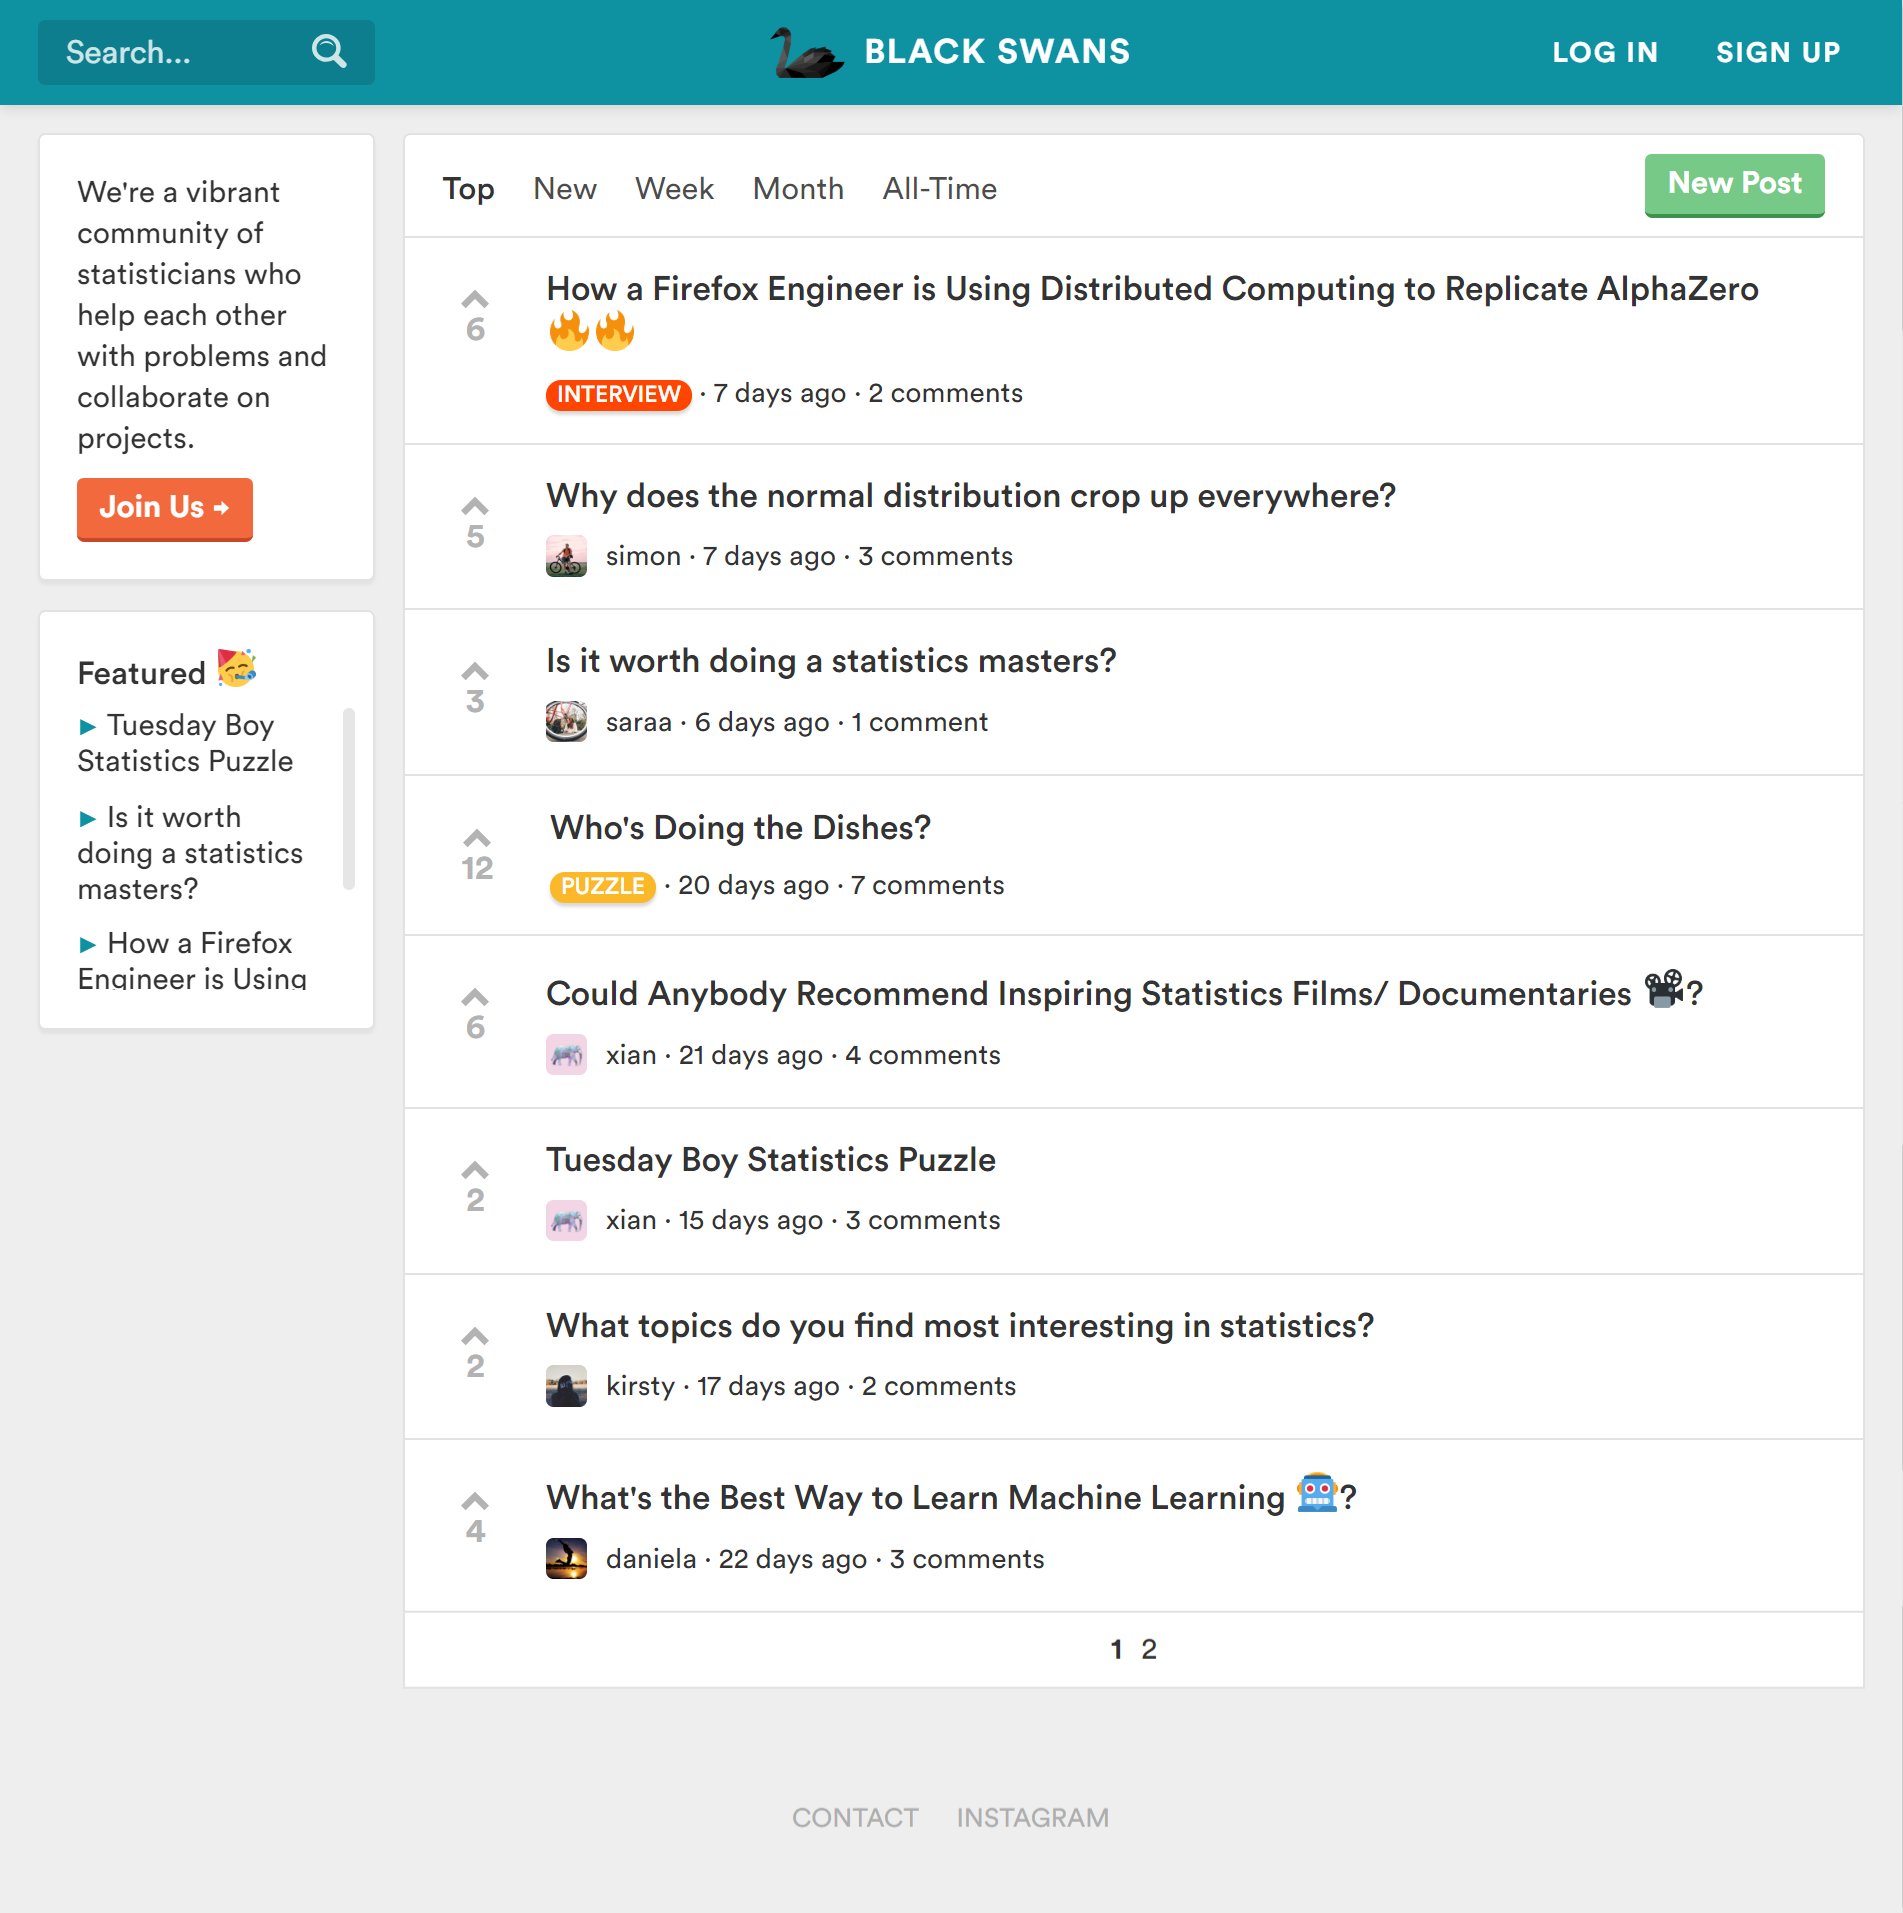 Search...
BLACK SWANS
LOG IN SIGN UP
We're a vibrant
community of
statisticians who
help each other
with problems and
collaborate on
projects.
Join Us →
Featured 🥳
► Tuesday Boy
Statistics Puzzle
► Is it worth
doing a statistics
masters?
► How a Firefox
Engineer is Using
Top New Week Month All-Time
New Post
6
How a Firefox Engineer is Using Distributed Computing to Replicate AlphaZero
🔥🔥
INTERVIEW · 7 days ago · 2 comments
5
Why does the normal distribution crop up everywhere?
simon · 7 days ago · 3 comments
3
Is it worth doing a statistics masters?
saraa · 6 days ago · 1 comment
12
Who's Doing the Dishes?
PUZZLE · 20 days ago · 7 comments
6
Could Anybody Recommend Inspiring Statistics Films/ Documentaries 🎥?
xian · 21 days ago · 4 comments
2
Tuesday Boy Statistics Puzzle
xian · 15 days ago · 3 comments
2
What topics do you find most interesting in statistics?
kirsty · 17 days ago · 2 comments
4
What's the Best Way to Learn Machine Learning 🤖?
daniela · 22 days ago · 3 comments
1 2
CONTACT INSTAGRAM